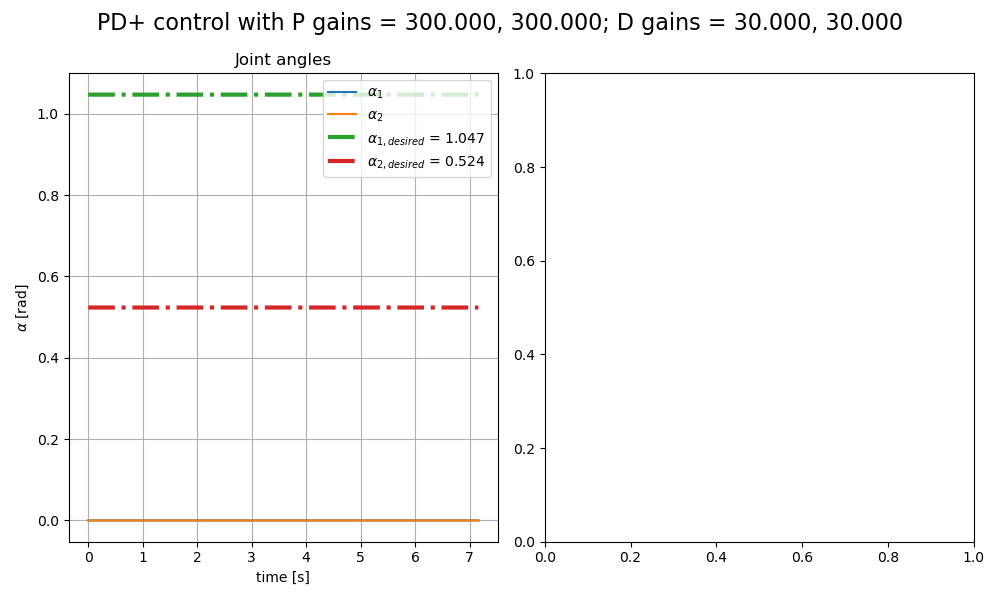 PD+ control with P gains = 300.000, 300.000; D gains = 30.000, 30.000
Joint angles
α1
α2
α1,desired = 1.047
α2,desired = 0.524
α [rad]
1.0
0.8
0.6
0.4
0.2
0.0
0 1 2 3 4 5 6 7
time [s]
1.0
0.8
0.6
0.4
0.2
0.0
0.0 0.2 0.4 0.6 0.8 1.0